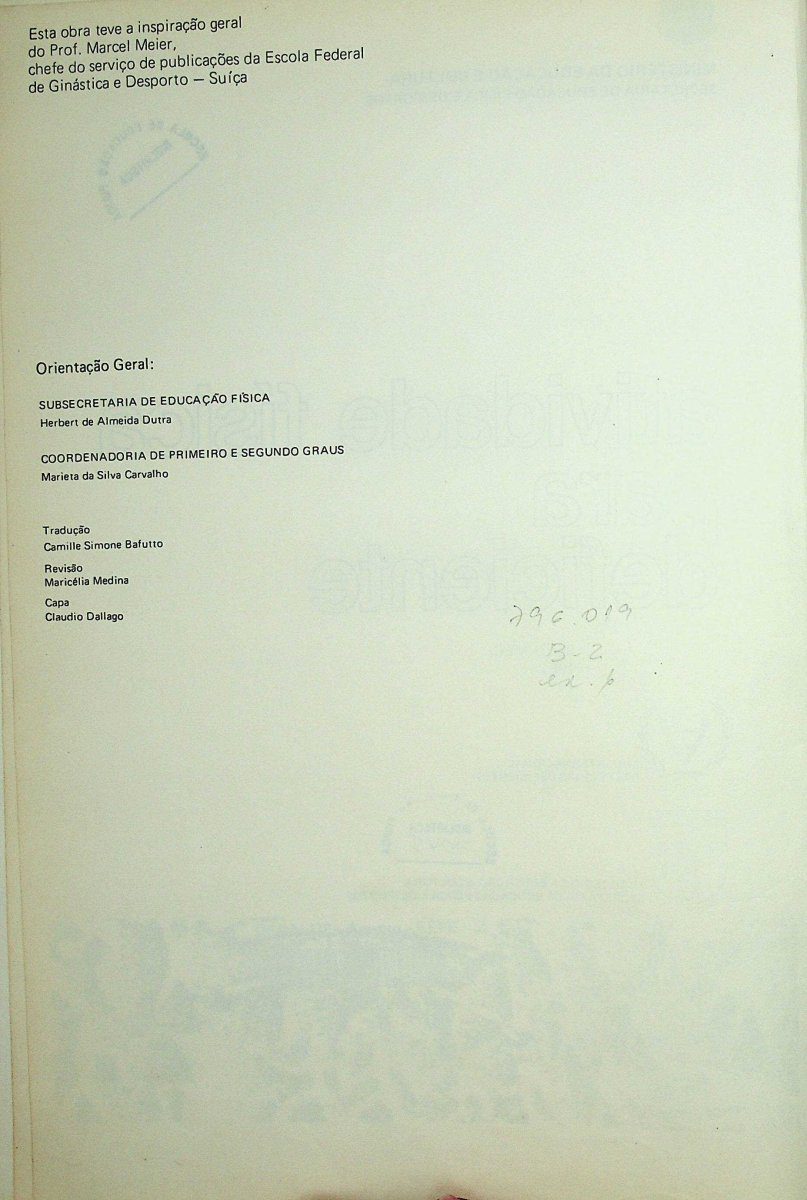 Esta obra teve a inspiração geral
do Prof. Marcel Meier,
chefe do serviço de publicações da Escola Federal
de Ginástica e Desporto — Suíça
Orientação Geral:
SUBSECRETARIA DE EDUCAÇÃO FÍSICA
Herbert de Almeida Dutra
COORDENADORIA DE PRIMEIRO E SEGUNDO GRAUS
Marieta da Silva Carvalho
Tradução
Camille Simone Bafutto
Revisão
Maricélia Medina
Capa
Claudio Dallago
796.019
B-2